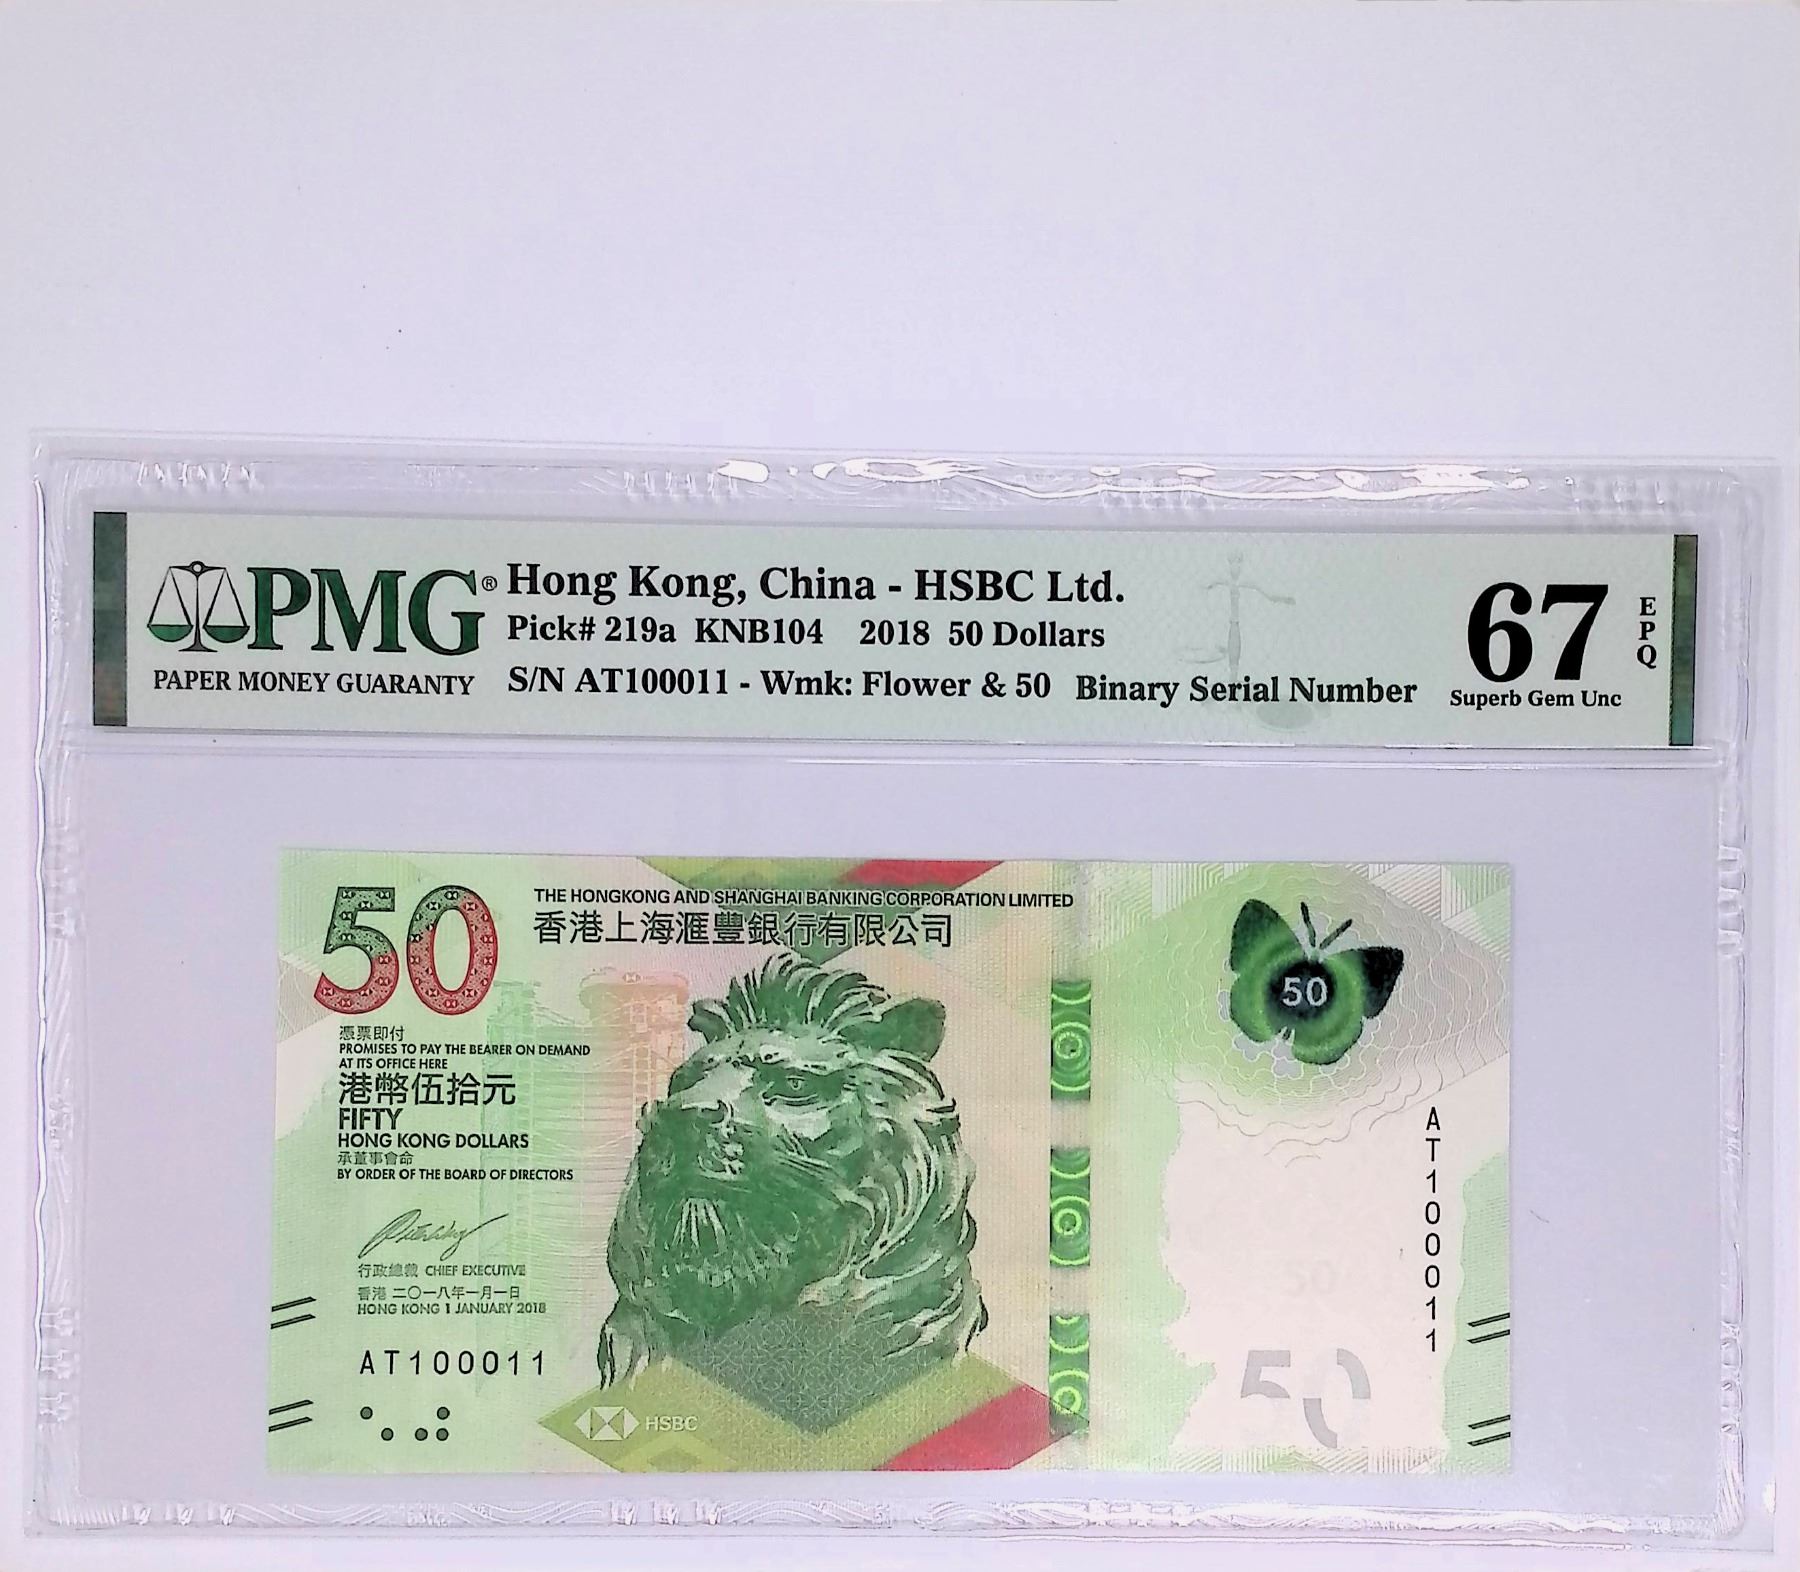 PMG®
PAPER MONEY GUARANTY
Hong Kong, China - HSBC Ltd.
Pick# 219a KNB104 2018 50 Dollars
S/N AT100011 - Wmk: Flower & 50 Binary Serial Number
67
EPQ
Superb Gem Unc
50
THE HONGKONG AND SHANGHAI BANKING CORPORATION LIMITED
香港上海滙豐銀行有限公司
50
憑票即付
PROMISES TO PAY THE BEARER ON DEMAND
AT ITS OFFICE HERE
港幣伍拾元
FIFTY
HONG KONG DOLLARS
承董事會命
BY ORDER OF THE BOARD OF DIRECTORS
行政總裁 CHIEF EXECUTIVE
香港 二〇一八年一月一日
HONG KONG 1 JANUARY 2018
AT100011
HSBC
AT100011
50
50